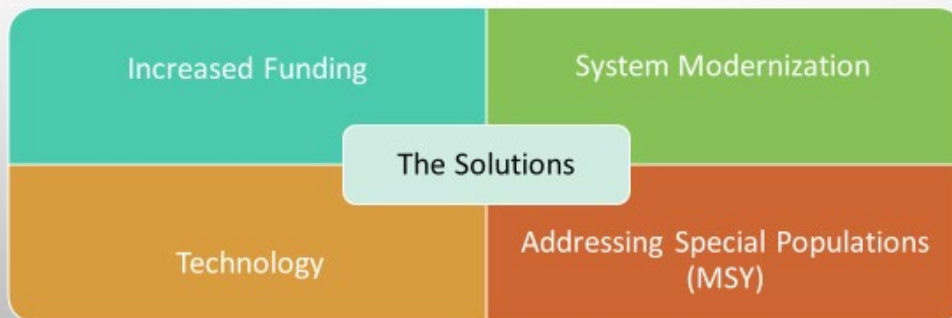 Increased Funding
System Modernization
The Solutions
Technology
Addressing Special Populations
(MSY)